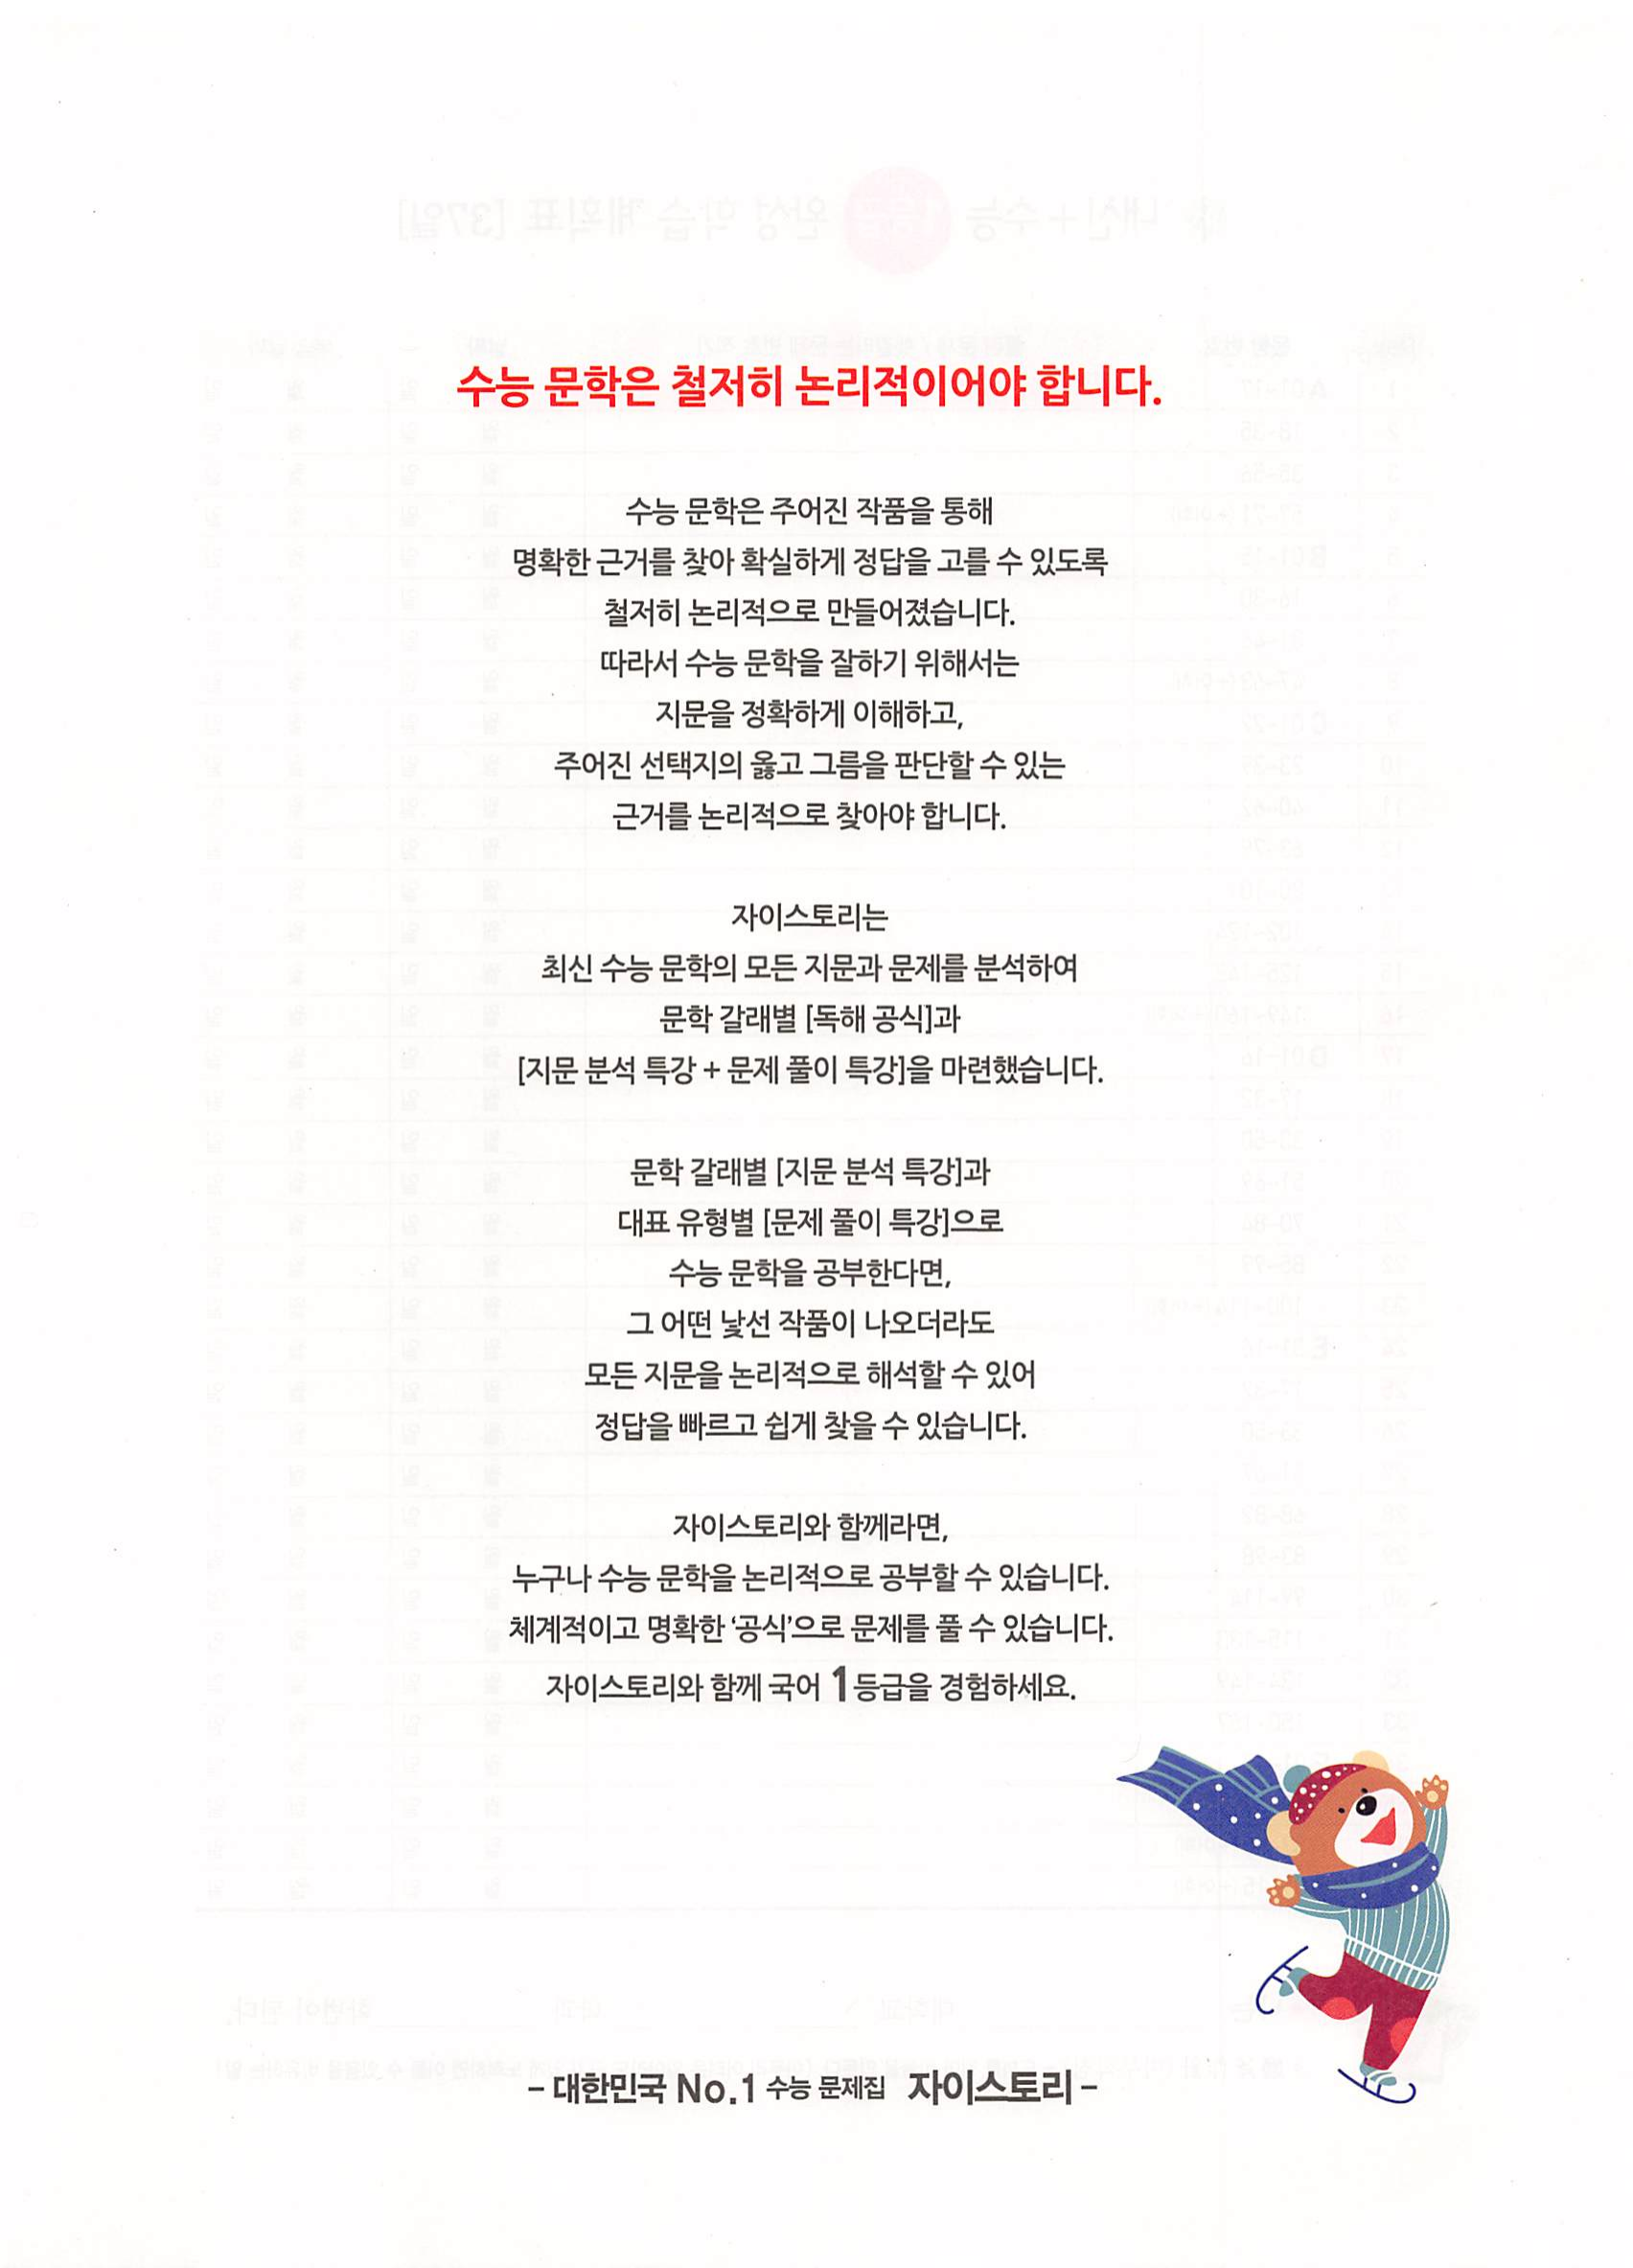 수능 문학은 철저히 논리적이어야 합니다.
수능 문학은 주어진 작품을 통해
명확한 근거를 찾아 확실하게 정답을 고를 수 있도록
철저히 논리적으로 만들어졌습니다.
따라서 수능 문학을 잘하기 위해서는
지문을 정확하게 이해하고,
주어진 선택지의 옳고 그름을 판단할 수 있는
근거를 논리적으로 찾아야 합니다.
자이스토리는
최신 수능 문학의 모든 지문과 문제를 분석하여
문학 갈래별 [독해 공식]과
[지문 분석 특강 + 문제 풀이 특강]을 마련했습니다.
문학 갈래별 [지문 분석 특강]과
대표 유형별 [문제 풀이 특강]으로
수능 문학을 공부한다면,
그 어떤 낯선 작품이 나오더라도
모든 지문을 논리적으로 해석할 수 있어
정답을 빠르고 쉽게 찾을 수 있습니다.
자이스토리와 함께라면,
누구나 수능 문학을 논리적으로 공부할 수 있습니다.
체계적이고 명확한 ‘공식’으로 문제를 풀 수 있습니다.
자이스토리와 함께 국어 1등급을 경험하세요.
– 대한민국 No.1 수능 문제집 자이스토리 –